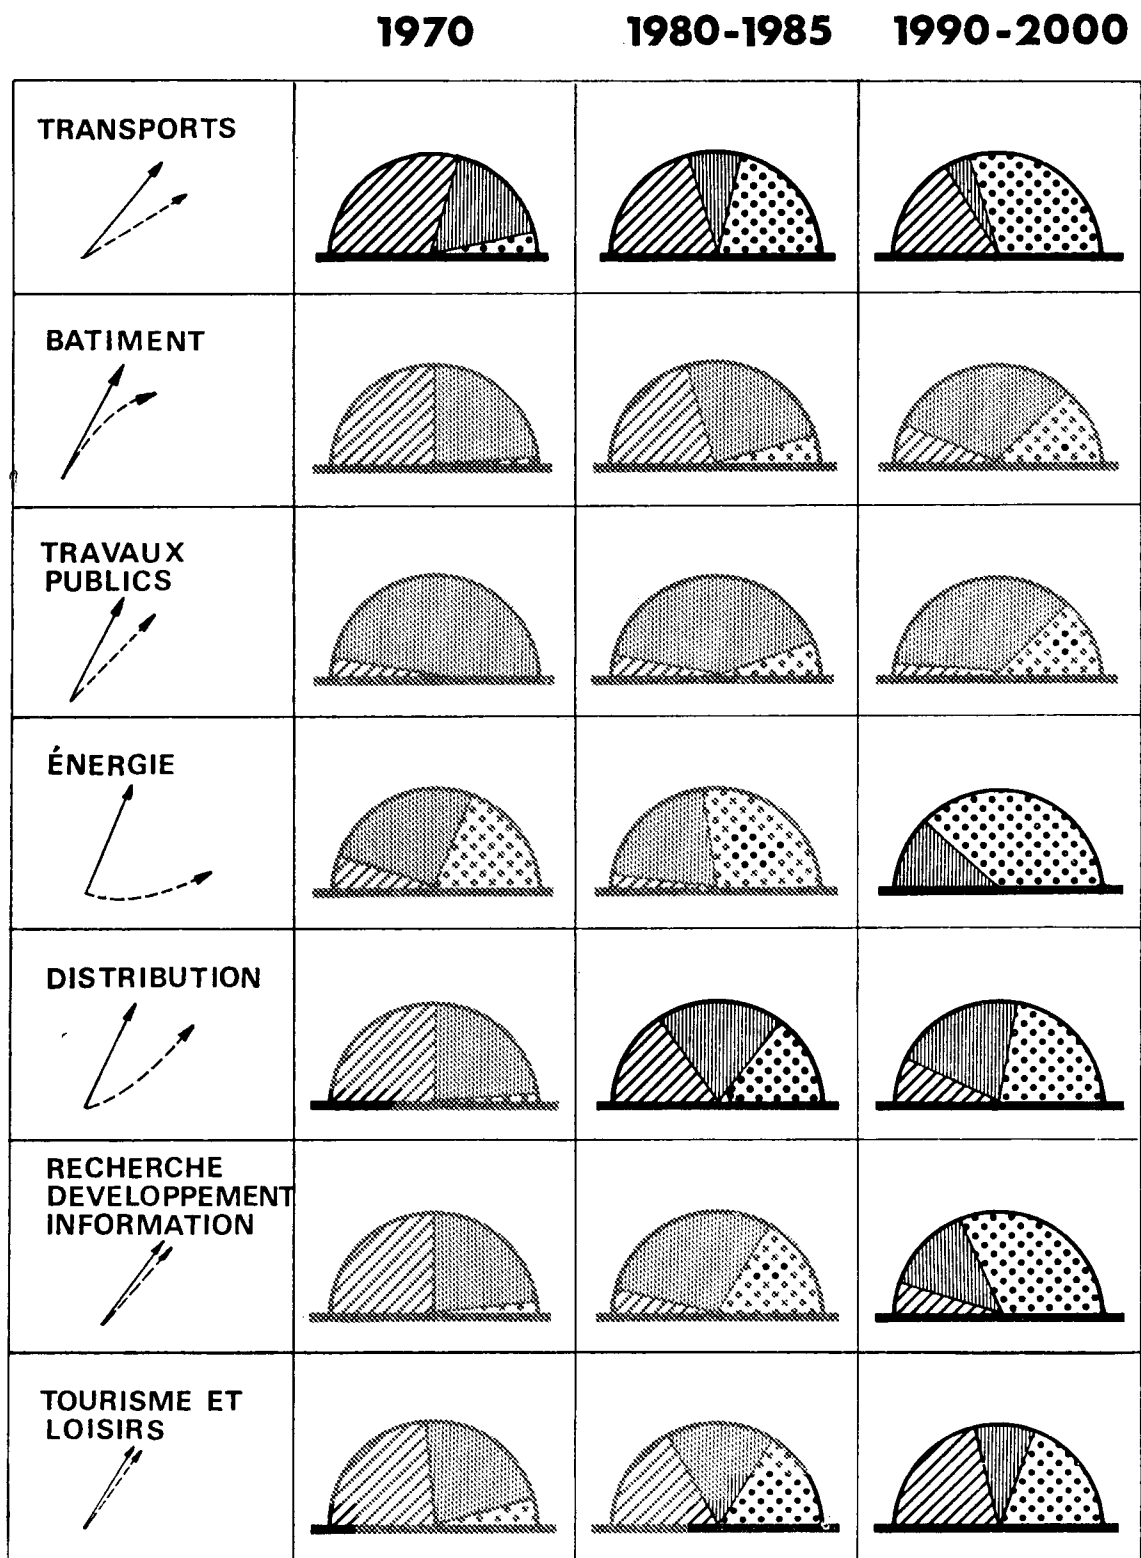 1970 1980-1985 1990-2000
TRANSPORTS
BATIMENT
TRAVAUX
PUBLICS
ÉNERGIE
DISTRIBUTION
RECHERCHE
DEVELOPPEMENT
INFORMATION
TOURISME ET
LOISIRS